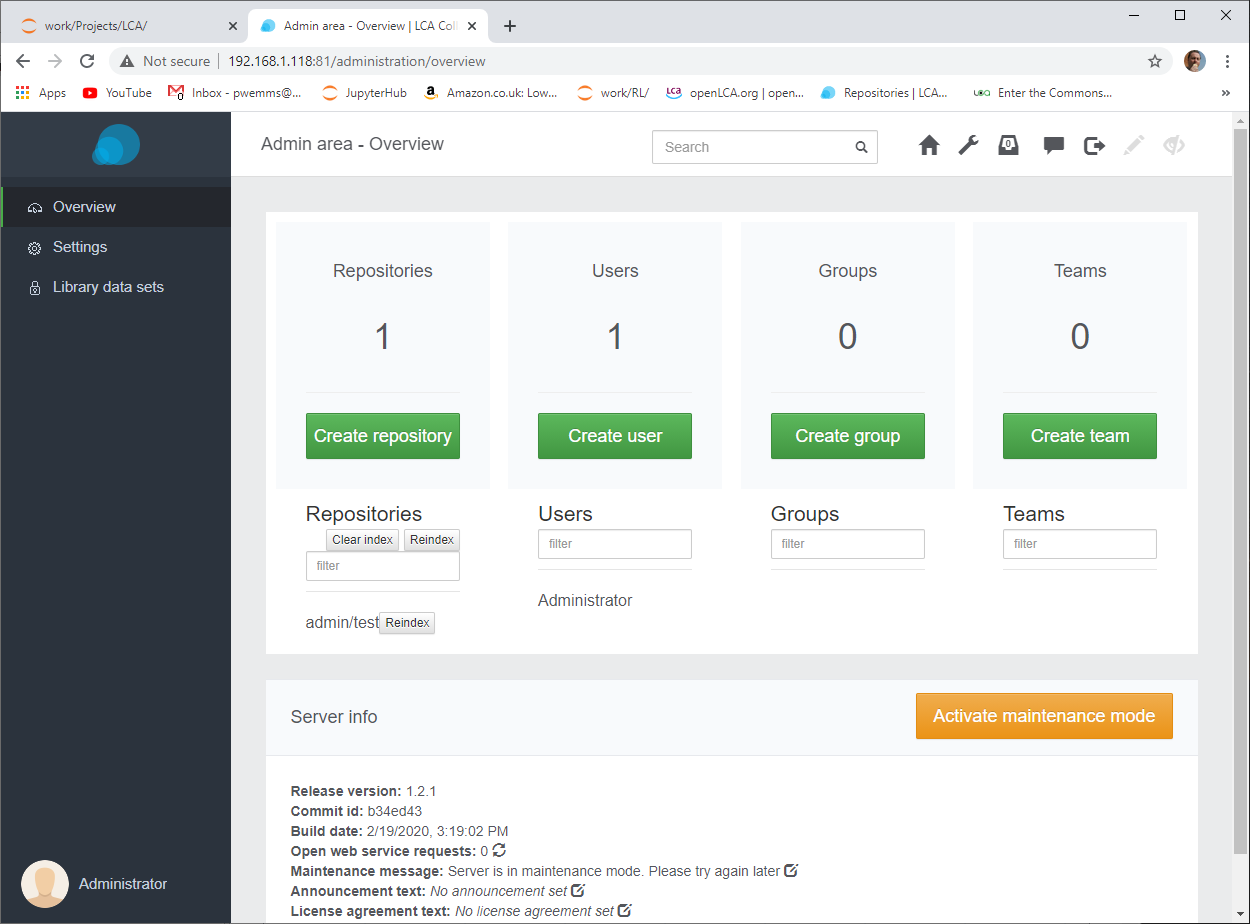 work/Projects/LCA/
Admin area - Overview | LCA Coll
Not secure | 192.168.1.118:81/administration/overview
Apps YouTube Inbox - pwemms@... JupyterHub Amazon.co.uk: Low... work/RL/ openLCA.org | open... Repositories | LCA... Enter the Commons... »
Admin area - Overview
Search
0
Overview
Settings
Library data sets
Repositories Users Groups Teams
1 1 0 0
Create repository Create user Create group Create team
Repositories Users Groups Teams
Clear index Reindex
filter filter filter filter
Administrator
admin/test Reindex
Server info
Activate maintenance mode
Release version: 1.2.1
Commit id: b34ed43
Build date: 2/19/2020, 3:19:02 PM
Open web service requests: 0
Maintenance message: Server is in maintenance mode. Please try again later
Announcement text: No announcement set
License agreement text: No license agreement set
Administrator